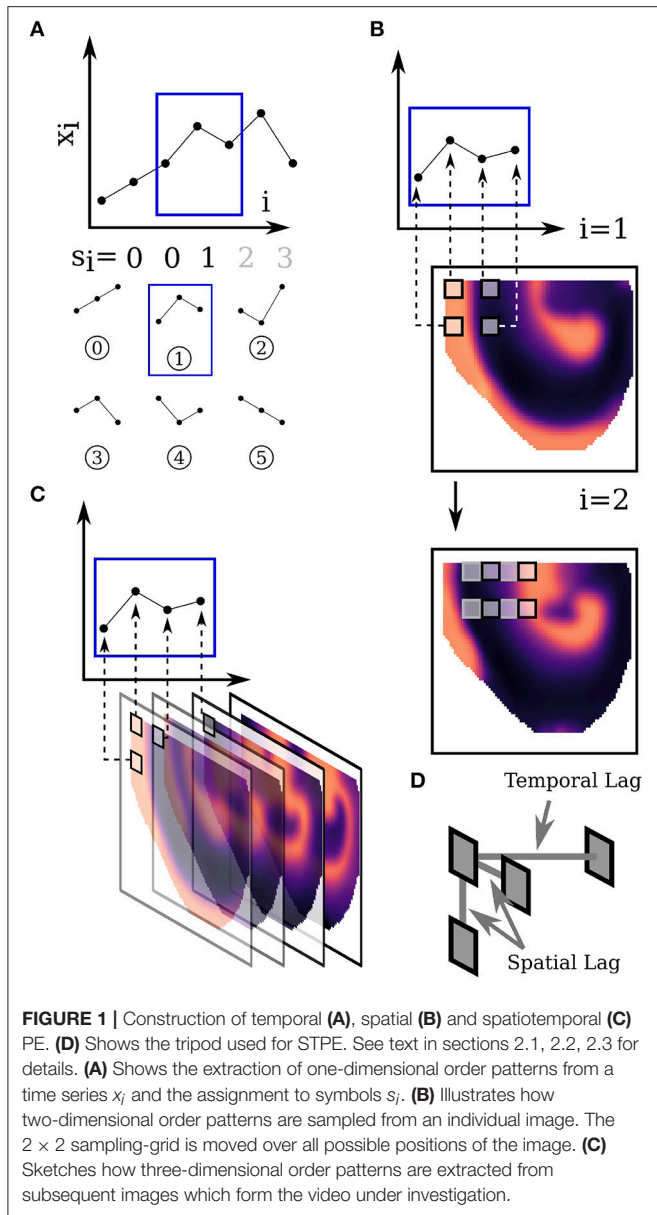 A
x_i
i
s_i= 0 0 1 2 3
0
1
2
3
4
5
B
i=1
i=2
C
D
Temporal Lag
Spatial Lag
FIGURE 1 | Construction of temporal (A), spatial (B) and spatiotemporal (C)
PE. (D) Shows the tripod used for STPE. See text in sections 2.1, 2.2, 2.3 for
details. (A) Shows the extraction of one-dimensional order patterns from a
time series x_i and the assignment to symbols s_i. (B) Illustrates how
two-dimensional order patterns are sampled from an individual image. The
2 × 2 sampling-grid is moved over all possible positions of the image. (C)
Sketches how three-dimensional order patterns are extracted from
subsequent images which form the video under investigation.